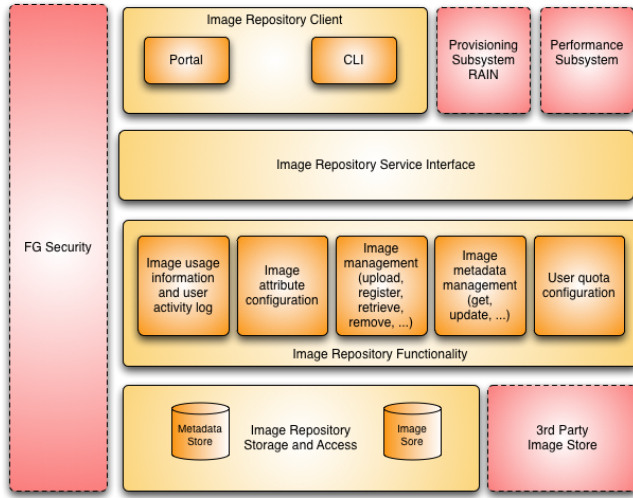 Image Repository Client
Portal
CLI
Provisioning
Subsystem
RAIN
Performance
Subsystem
Image Repository Service Interface
FG Security
Image usage
information
and user
activity log
Image
attribute
configuration
Image
management
(upload,
register,
retrieve,
remove, ...)
Image
metadata
management
(get,
update, ...)
User quota
configuration
Image Repository Functionality
Metadata
Store
Image Repository
Storage and Access
Image
Sore
3rd Party
Image Store